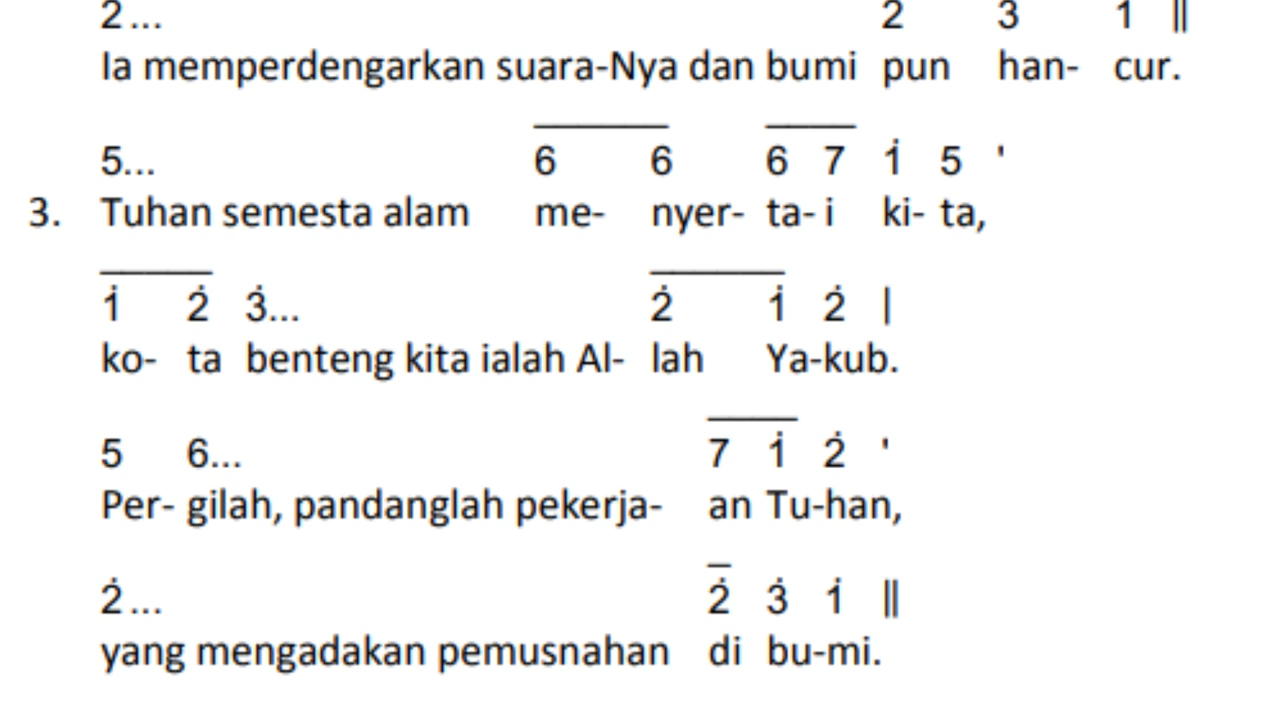 2... 2 3 1 ||
Ia memperdengarkan suara-Nya dan bumi pun han- cur.
5... 6 6 6 7 1̇ 5 '
3. Tuhan semesta alam me- nyer- ta- i ki- ta,
1̇ 2̇ 3̇... 2̇ 1̇ 2̇ |
ko- ta benteng kita ialah Al- lah Ya-kub.
5 6... 7 1̇ 2̇ '
Per- gilah, pandanglah pekerja- an Tu-han,
2̇... 2̇ 3̇ 1̇ ||
yang mengadakan pemusnahan di bu-mi.